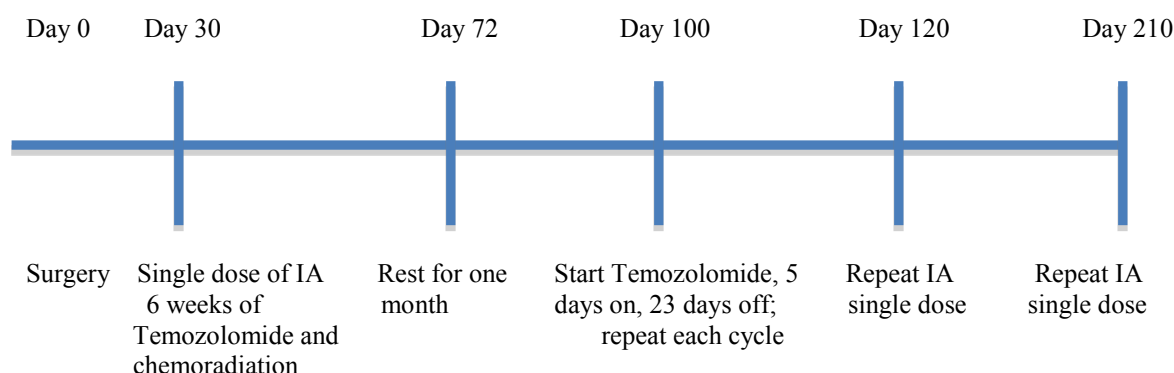 Day 0
Day 30
Day 72
Day 100
Day 120
Day 210
Surgery
Single dose of IA
6 weeks of
Temozolomide and
chemoradiation
Rest for one
month
Start Temozolomide, 5
days on, 23 days off;
repeat each cycle
Repeat IA
single dose
Repeat IA
single dose